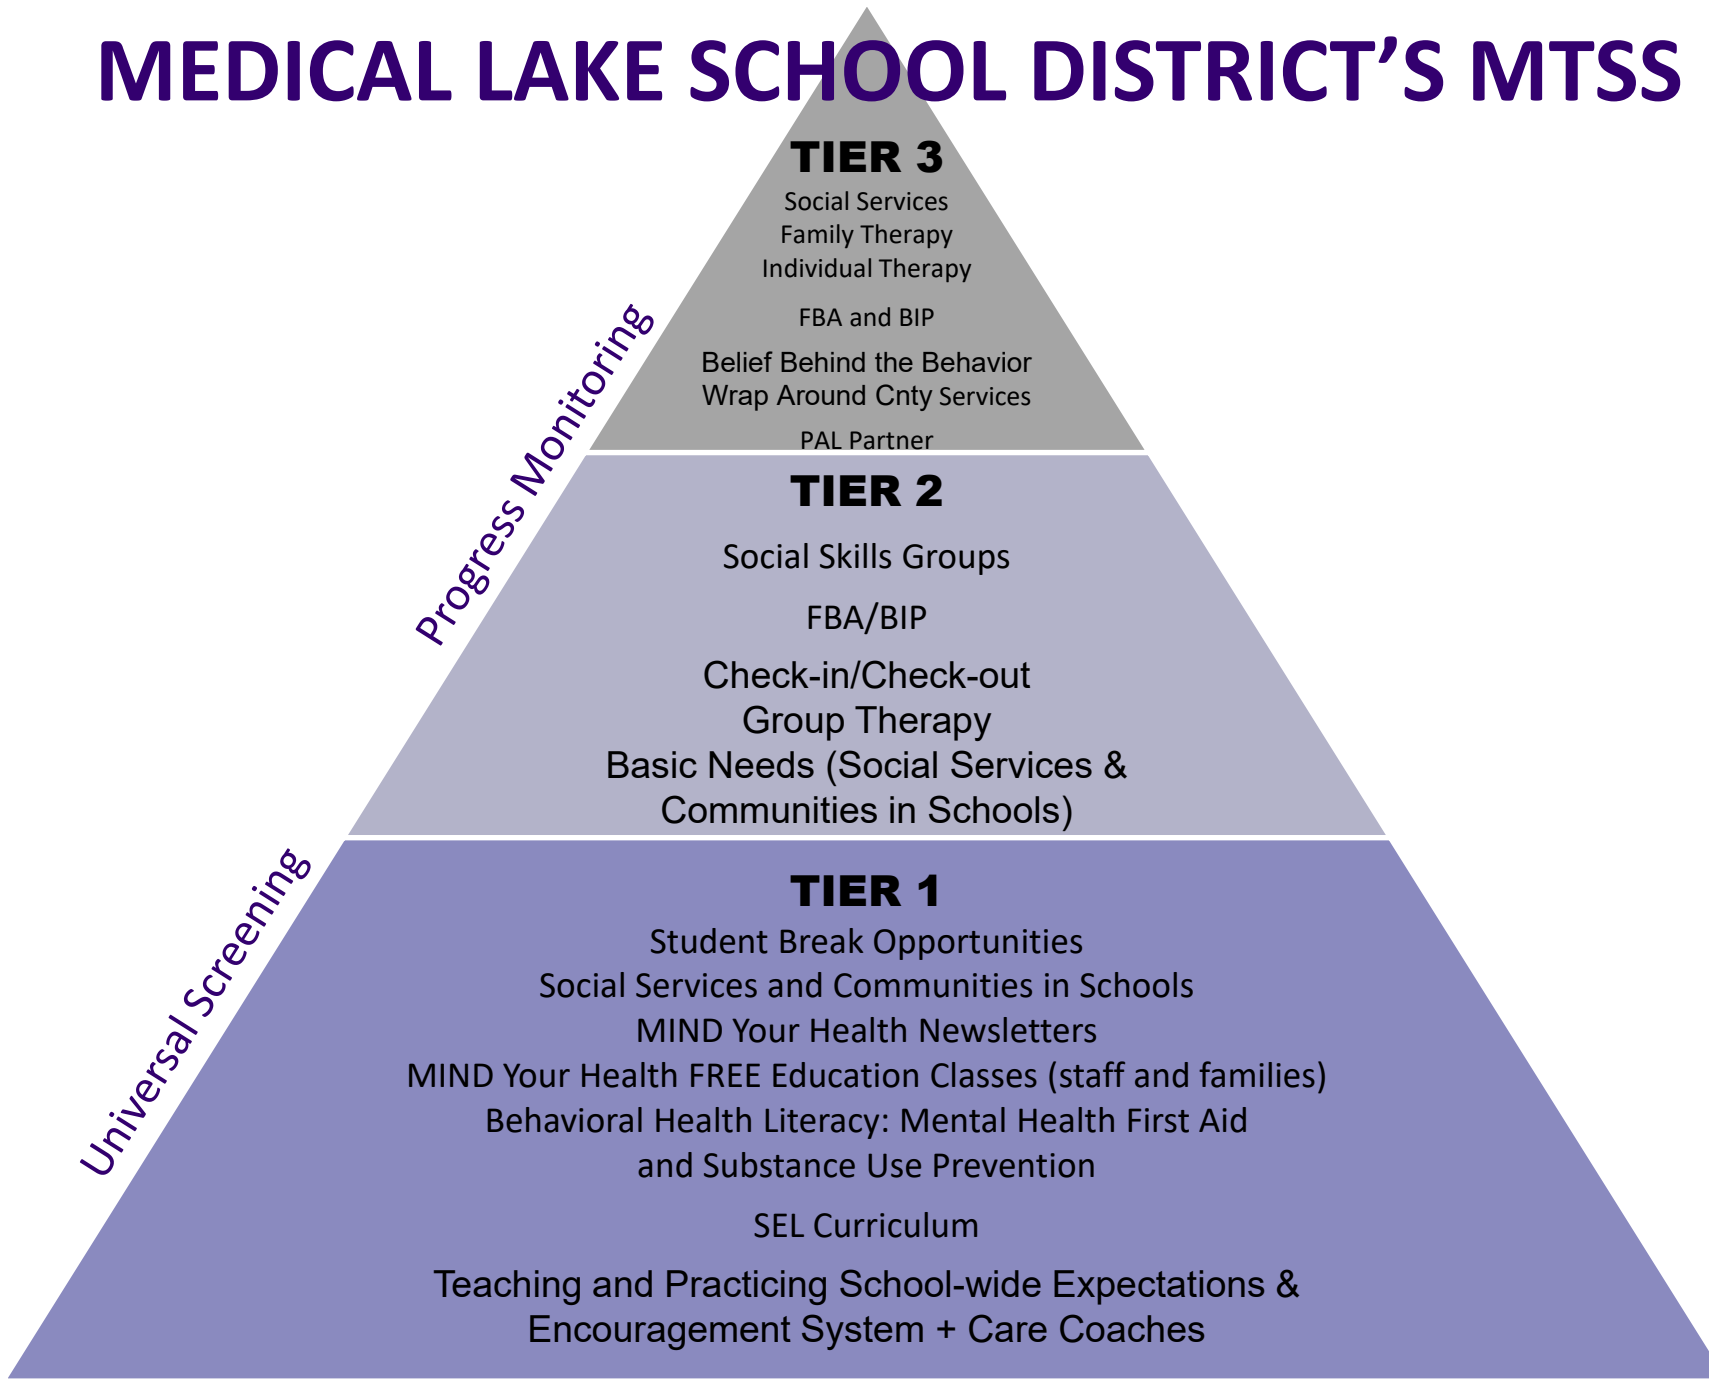 MEDICAL LAKE SCHOOL DISTRICT’S MTSS
TIER 3
Social Services
Family Therapy
Individual Therapy
FBA and BIP
Belief Behind the Behavior
Wrap Around Cnty Services
PAL Partner
Progress Monitoring
TIER 2
Social Skills Groups
FBA/BIP
Check-in/Check-out
Group Therapy
Basic Needs (Social Services &
Communities in Schools)
Universal Screening
TIER 1
Student Break Opportunities
Social Services and Communities in Schools
MIND Your Health Newsletters
MIND Your Health FREE Education Classes (staff and families)
Behavioral Health Literacy: Mental Health First Aid
and Substance Use Prevention
SEL Curriculum
Teaching and Practicing School-wide Expectations &
Encouragement System + Care Coaches